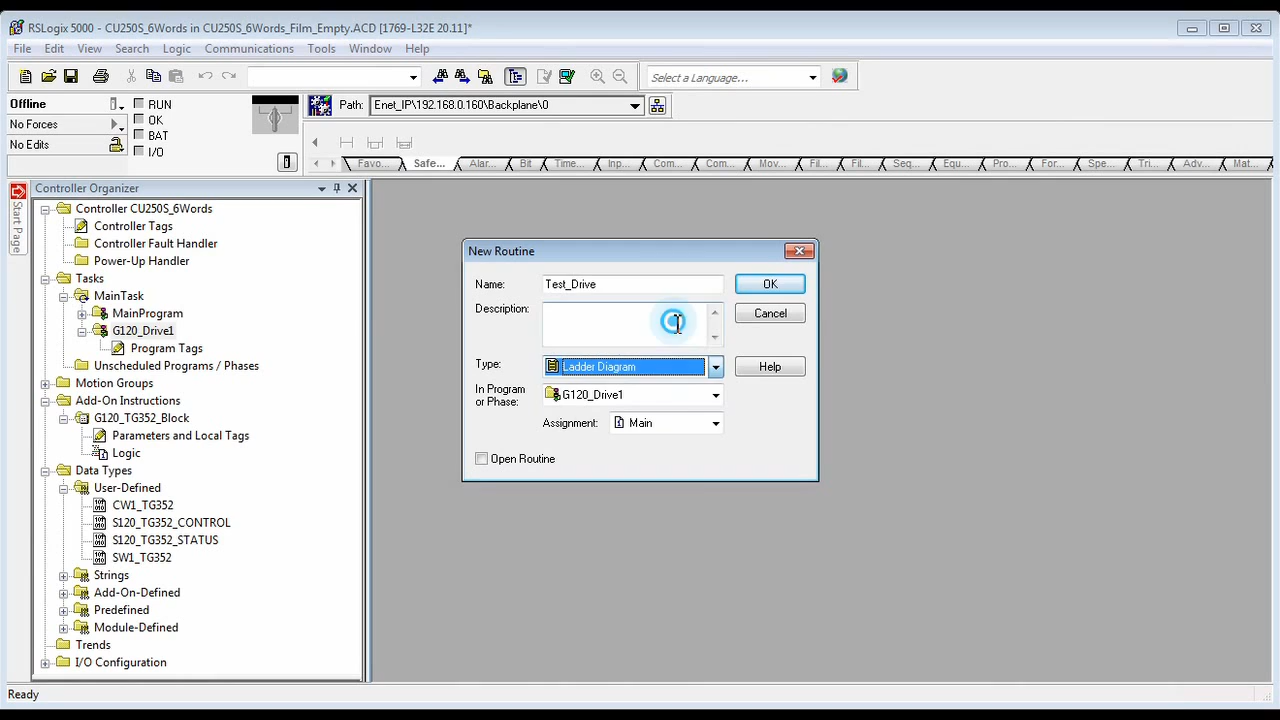 RSLogix 5000 - CU250S_6Words in CU250S_6Words_Film_Empty.ACD [1769-L32E 20.11]*
File Edit View Search Logic Communications Tools Window Help
Select a Language...
Offline RUN Path: Enet_IP\192.168.0.160\Backplane\0
No Forces OK
No Edits BAT
I/O
Favo... Safe... Alar... Bit Time... Inp... Com... Com... Mov... Fil... Fil... Seq... Equ... Pro... For... Spe... Tri... Adv... Mat...
Start Page
Controller Organizer
Controller CU250S_6Words
Controller Tags
Controller Fault Handler
Power-Up Handler
Tasks
MainTask
MainProgram
G120_Drive1
Program Tags
Unscheduled Programs / Phases
Motion Groups
Add-On Instructions
G120_TG352_Block
Parameters and Local Tags
Logic
Data Types
User-Defined
CW1_TG352
S120_TG352_CONTROL
S120_TG352_STATUS
SW1_TG352
Strings
Add-On-Defined
Predefined
Module-Defined
Trends
I/O Configuration
New Routine
Name: Test_Drive OK
Description: Cancel
Type: Ladder Diagram Help
In Program
or Phase: G120_Drive1
Assignment: Main
Open Routine
Ready